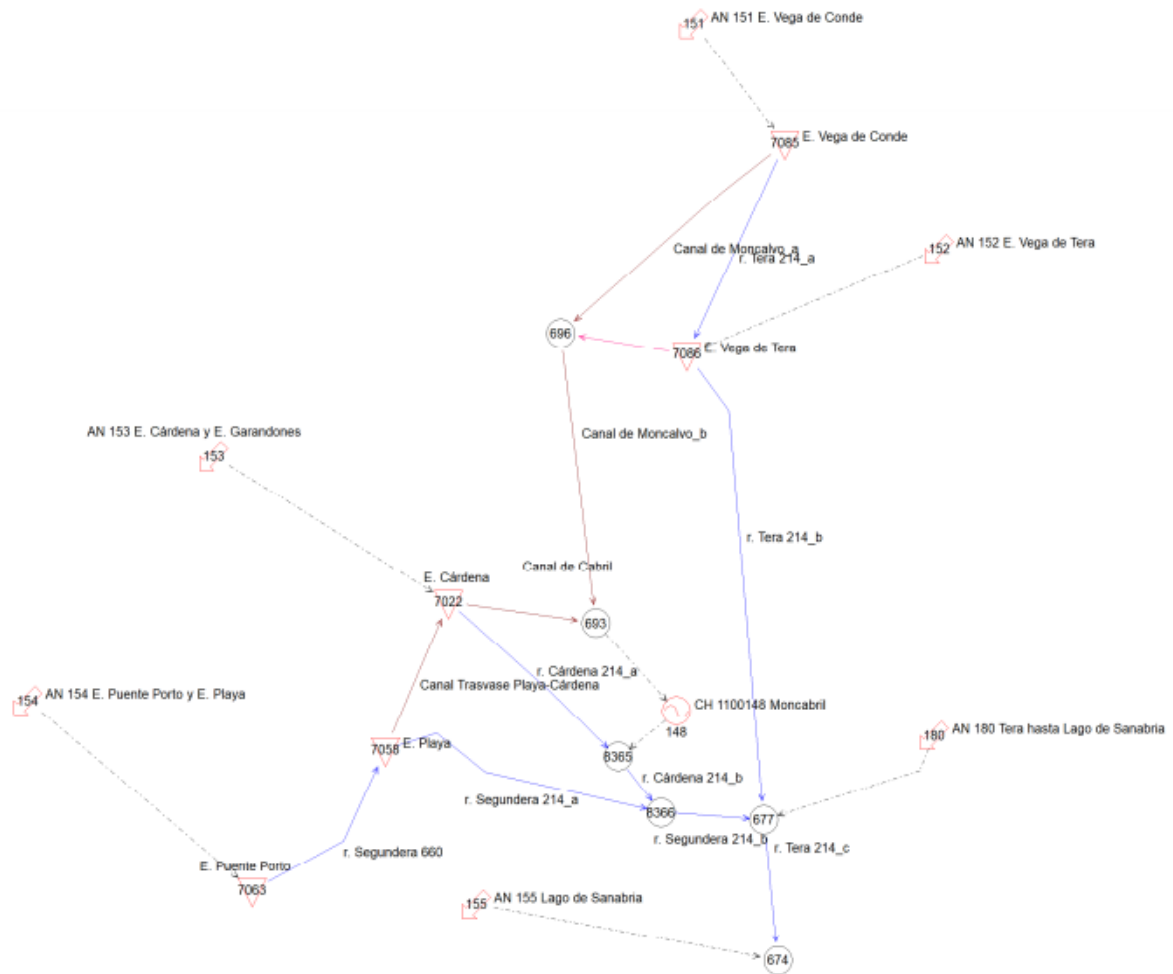 151
AN 151 E. Vega de Conde
7085
E. Vega de Conde
Canal de Moncalvo_a
r. Tera 214_a
152
AN 152 E. Vega de Tera
696
7086
E. Vega de Tera
AN 153 E. Cárdena y E. Garandones
153
Canal de Moncalvo_b
r. Tera 214_b
Canal de Cabril
E. Cárdena
7022
693
r. Cárdena 214_a
Canal Trasvase Playa-Cárdena
154
AN 154 E. Puente Porto y E. Playa
CH 1100148 Moncabril
148
180
AN 180 Tera hasta Lago de Sanabria
7058
E. Playa
8365
r. Cárdena 214_b
r. Segundera 214_a
8366
677
r. Segundera 214_b
r. Tera 214_c
r. Segundera 660
E. Puente Porto
7063
155
AN 155 Lago de Sanabria
674